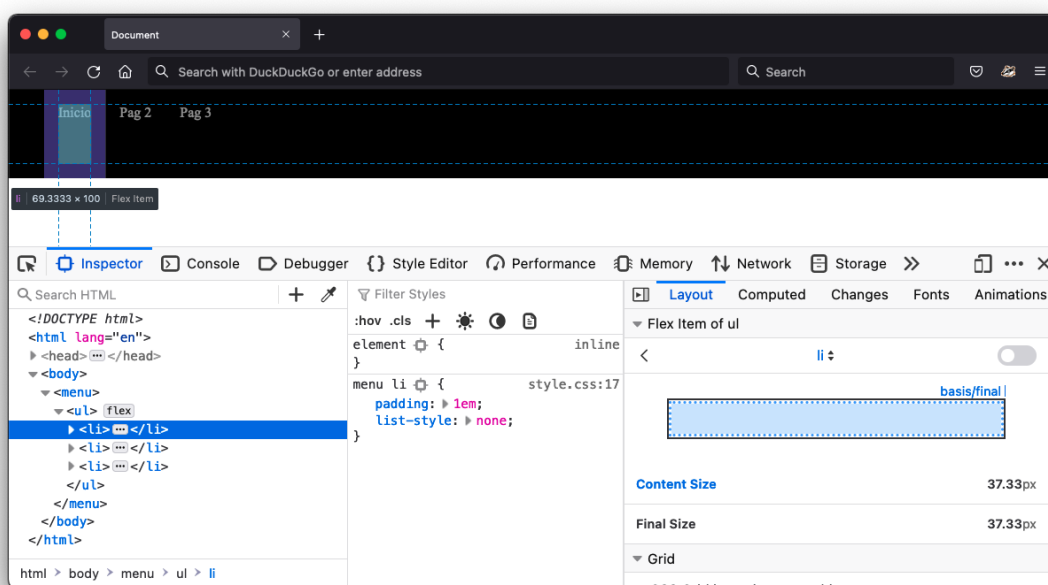 Document
Search with DuckDuckGo or enter address
Search
Inicio Pag 2 Pag 3
li 69.3333 × 100 Flex Item
Inspector Console Debugger Style Editor Performance Memory Network Storage
Search HTML
<!DOCTYPE html>
<html lang="en">
<head> ··· </head>
<body>
<menu>
<ul> flex
<li> ··· </li>
<li> ··· </li>
<li> ··· </li>
</ul>
</menu>
</body>
</html>
html > body > menu > ul > li
Filter Styles
:hov .cls
element { inline
}
menu li { style.css:17
padding: 1em;
list-style: none;
}
Layout Computed Changes Fonts Animations
Flex Item of ul
li
basis/final
Content Size 37.33px
Final Size 37.33px
Grid